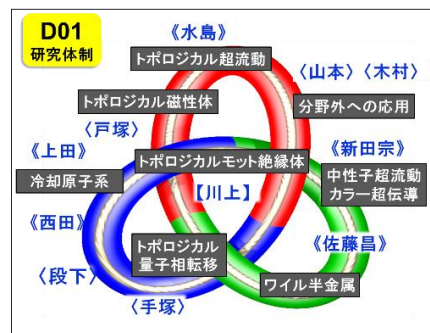 D01
研究体制
《水島》
トポロジカル超流動
〈山本〉〈木村〉
トポロジカル磁性体
分野外への応用
〈戸塚〉
《上田》
トポロジカルモット絶縁体
《新田宗》
冷却原子系
【川上】
中性子超流動
カラー超伝導
《西田》
トポロジカル
量子相転移
《佐藤昌》
〈段下〉
ワイル半金属
〈手塚〉